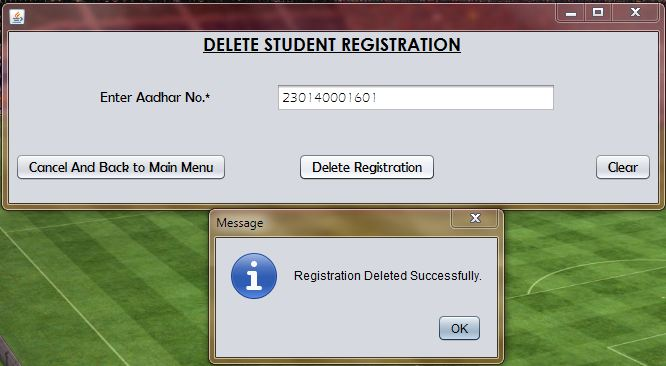 DELETE STUDENT REGISTRATION
Enter Aadhar No.* 230140001601
Cancel And Back to Main Menu Delete Registration Clear
Message
Registration Deleted Successfully.
OK